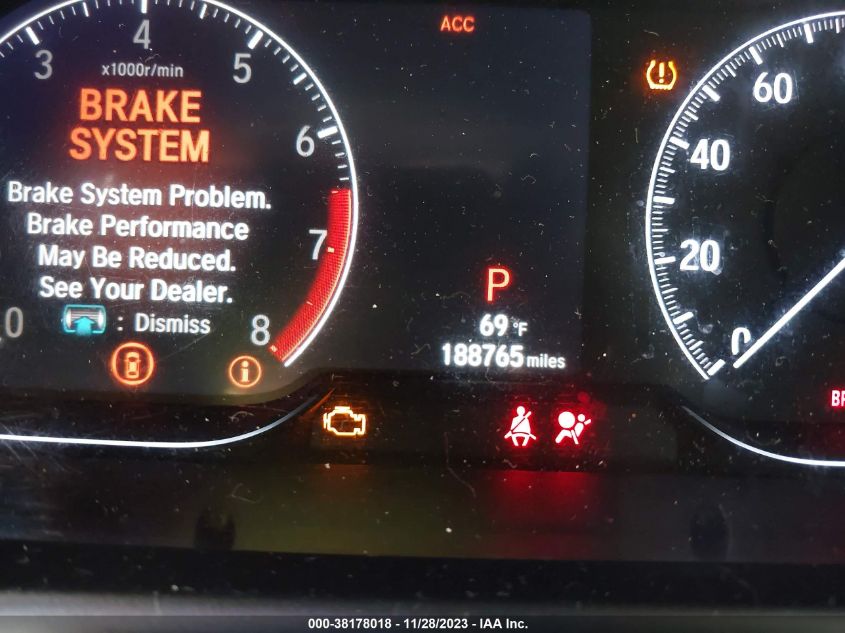 ACC
3
4
5
x1000r/min
BRAKE
SYSTEM
6
60
40
Brake System Problem.
Brake Performance
May Be Reduced.
See Your Dealer.
7
20
P
: Dismiss
8
69 °F
0
0
188765 miles
i
000-38178018 - 11/28/2023 - IAA Inc.